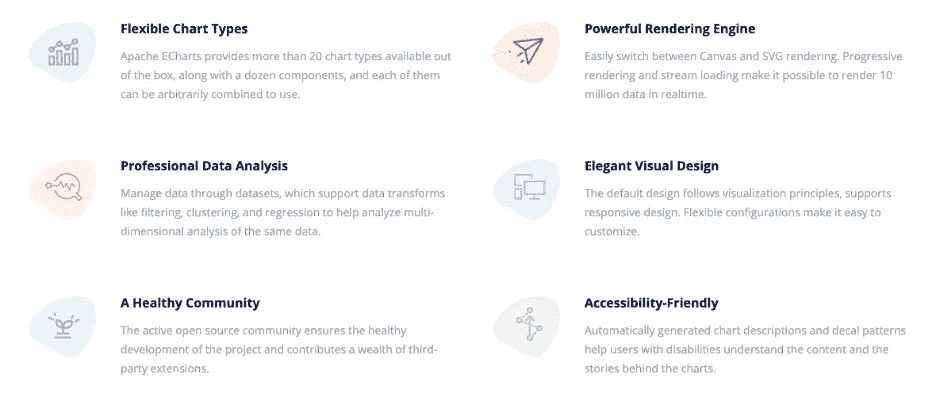 Flexible Chart Types
Apache ECharts provides more than 20 chart types available out
of the box, along with a dozen components, and each of them
can be arbitrarily combined to use.
Powerful Rendering Engine
Easily switch between Canvas and SVG rendering. Progressive
rendering and stream loading make it possible to render 10
million data in realtime.
Professional Data Analysis
Manage data through datasets, which support data transforms
like filtering, clustering, and regression to help analyze multi-
dimensional analysis of the same data.
Elegant Visual Design
The default design follows visualization principles, supports
responsive design. Flexible configurations make it easy to
customize.
A Healthy Community
The active open source community ensures the healthy
development of the project and contributes a wealth of third-
party extensions.
Accessibility-Friendly
Automatically generated chart descriptions and decal patterns
help users with disabilities understand the content and the
stories behind the charts.